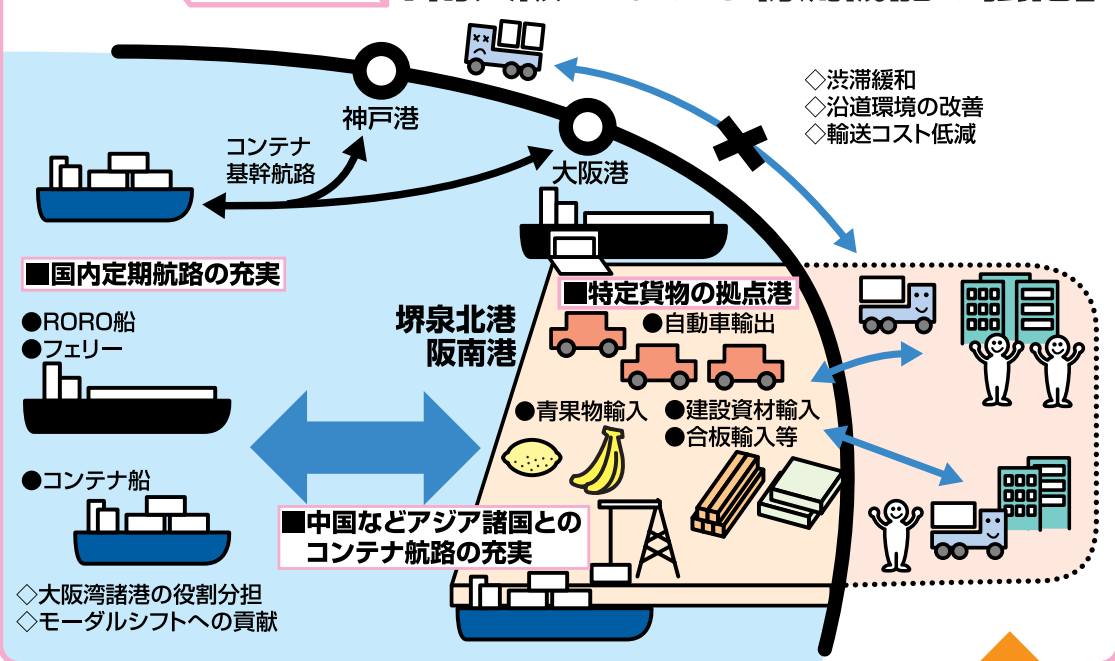 神戸港
大阪港
コンテナ
基幹航路
◇渋滞緩和
◇沿道環境の改善
◇輸送コスト低減
■国内定期航路の充実
●RORO船
●フェリー
●コンテナ船
堺泉北港
阪南港
■特定貨物の拠点港
●自動車輸出
●青果物輸入
●建設資材輸入
●合板輸入等
■中国などアジア諸国との
コンテナ航路の充実
◇大阪湾諸港の役割分担
◇モーダルシフトへの貢献